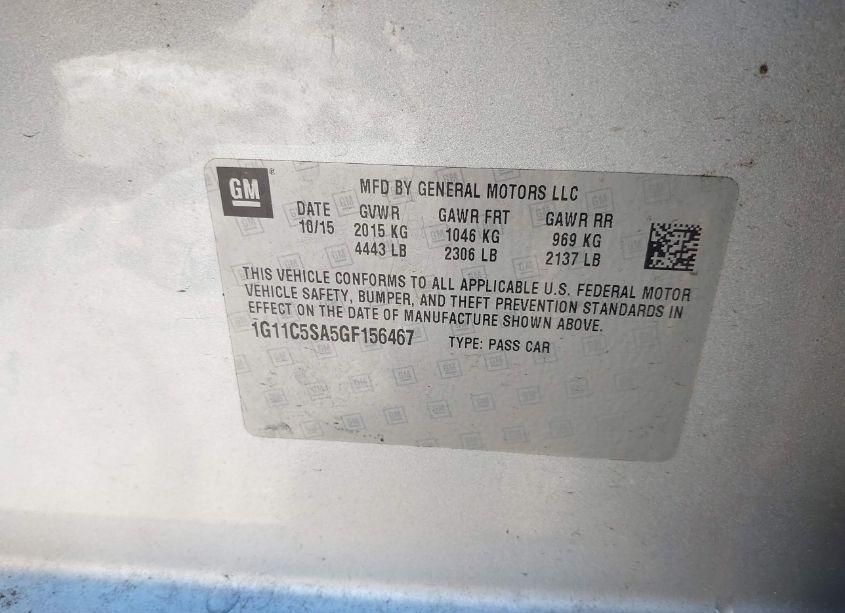 GM®
MFD BY GENERAL MOTORS LLC
DATE GVWR GAWR FRT GAWR RR
10/15 2015 KG 1046 KG 969 KG
4443 LB 2306 LB 2137 LB
THIS VEHICLE CONFORMS TO ALL APPLICABLE U.S. FEDERAL MOTOR
VEHICLE SAFETY, BUMPER, AND THEFT PREVENTION STANDARDS IN
EFFECT ON THE DATE OF MANUFACTURE SHOWN ABOVE.
1G11C5SA5GF156467 TYPE: PASS CAR